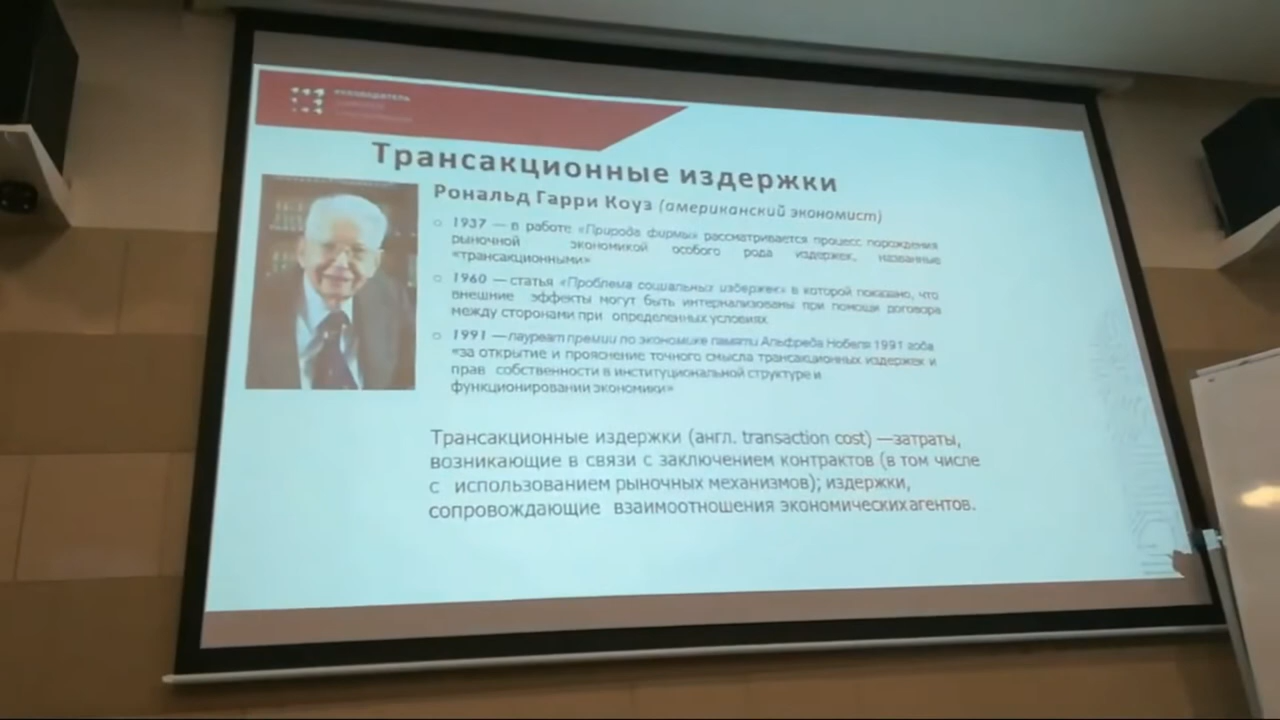 РУКОВОДИТЕЛЬ
Трансакционные издержки
Рональд Гарри Коуз (американский экономист)
1937 — в работе «Природа фирмы» рассматривается процесс порождения
рыночной экономикой особого рода издержек, названные
«трансакционными»
1960 — статья «Проблема социальных издержек» в которой показано, что
внешние эффекты могут быть интернализованы при помощи договора
между сторонами при определенных условиях
1991 — лауреат премии по экономике памяти Альфреда Нобеля 1991 года
«за открытие и прояснение точного смысла трансакционных издержек и
прав собственности в институциональной структуре и
функционировании экономики»
Трансакционные издержки (англ. transaction cost) —затраты,
возникающие в связи с заключением контрактов (в том числе
с использованием рыночных механизмов); издержки,
сопровождающие взаимоотношения экономическихагентов.